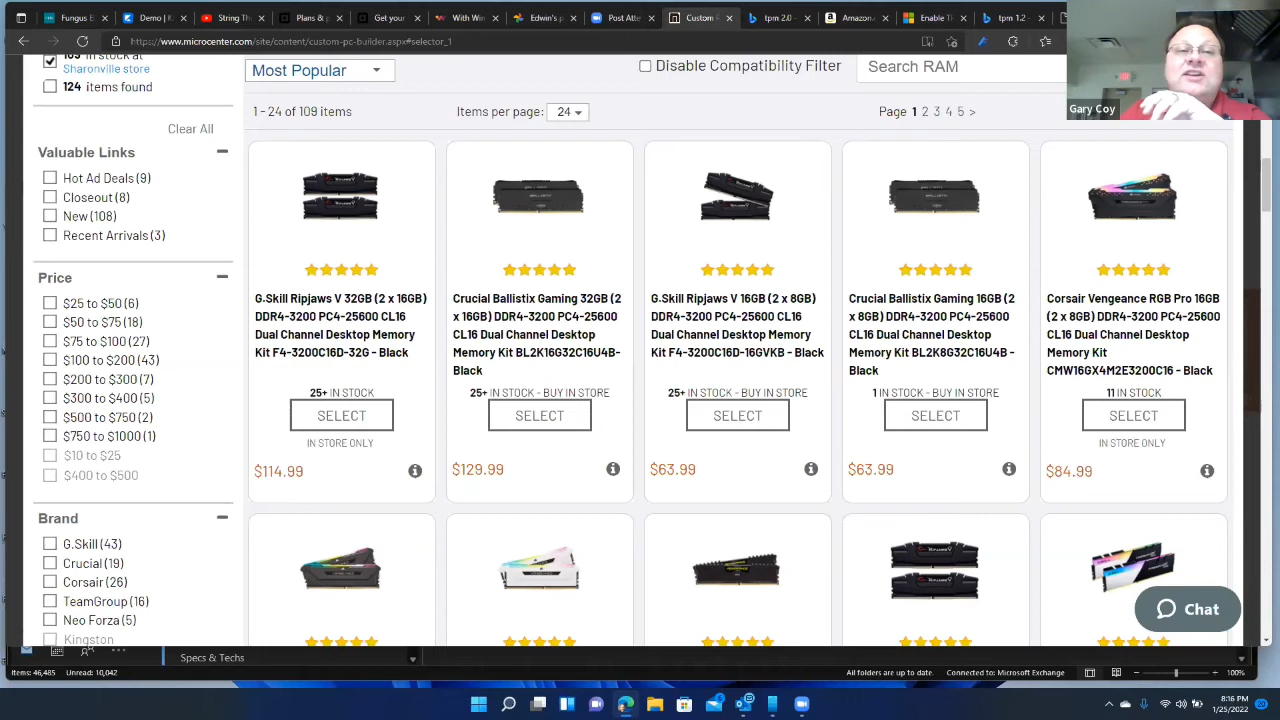 Fungus
Demo | K
String Th
Plans & p
Get your
With Win
Edwin's p
Post Atte
Custom P
tpm 2.0 -
Amazon
Enable T
tpm 1.2 -
https://www.microcenter.com/site/content/custom-pc-builder.aspx#selector_1
Gary Coy
in stock at
Sharonville store
124 items found
Most Popular
Disable Compatibility Filter
Search RAM
1 - 24 of 109 items
Items per page: 24
Page 1 2 3 4 5 >
Clear All
Valuable Links
Hot Ad Deals (9)
Closeout (8)
New (108)
Recent Arrivals (3)
Price
$25 to $50 (6)
$50 to $75 (18)
$75 to $100 (27)
$100 to $200 (43)
$200 to $300 (7)
$300 to $400 (5)
$500 to $750 (2)
$750 to $1000 (1)
$10 to $25
$400 to $500
Brand
G.Skill (43)
Crucial (19)
Corsair (26)
TeamGroup (16)
Neo Forza (5)
Kingston
G.Skill Ripjaws V 32GB (2 x 16GB)
DDR4-3200 PC4-25600 CL16
Dual Channel Desktop Memory
Kit F4-3200C16D-32G - Black
25+ IN STOCK
SELECT
IN STORE ONLY
$114.99
Crucial Ballistix Gaming 32GB (2
x 16GB) DDR4-3200 PC4-25600
CL16 Dual Channel Desktop
Memory Kit BL2K16G32C16U4B-
Black
25+ IN STOCK - BUY IN STORE
SELECT
$129.99
G.Skill Ripjaws V 16GB (2 x 8GB)
DDR4-3200 PC4-25600 CL16
Dual Channel Desktop Memory
Kit F4-3200C16D-16GVKB - Black
25+ IN STOCK - BUY IN STORE
SELECT
$63.99
Crucial Ballistix Gaming 16GB (2
x 8GB) DDR4-3200 PC4-25600
CL16 Dual Channel Desktop
Memory Kit BL2K8G32C16U4B -
Black
1 IN STOCK - BUY IN STORE
SELECT
$63.99
Corsair Vengeance RGB Pro 16GB
(2 x 8GB) DDR4-3200 PC4-25600
CL16 Dual Channel Desktop
Memory Kit
CMW16GX4M2E3200C16 - Black
11 IN STOCK
SELECT
IN STORE ONLY
$84.99
Chat
Specs & Techs
Items: 46,485 Unread: 10,042
All folders are up to date. Connected to: Microsoft Exchange
100%
8:16 PM
1/25/2022